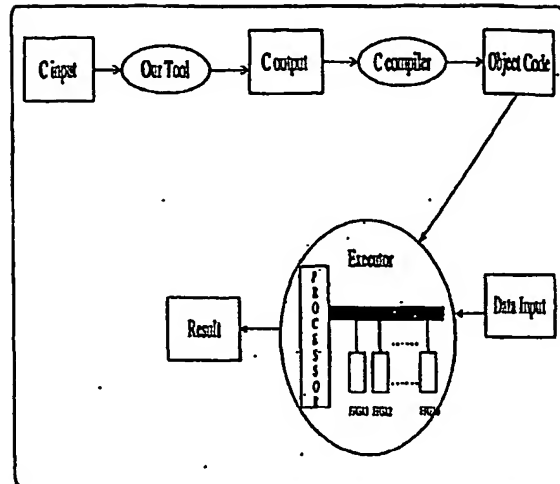 C input
Our Tool
C output
C compiler
Object Code
Executor
PROCESSOR
Data Input
Result